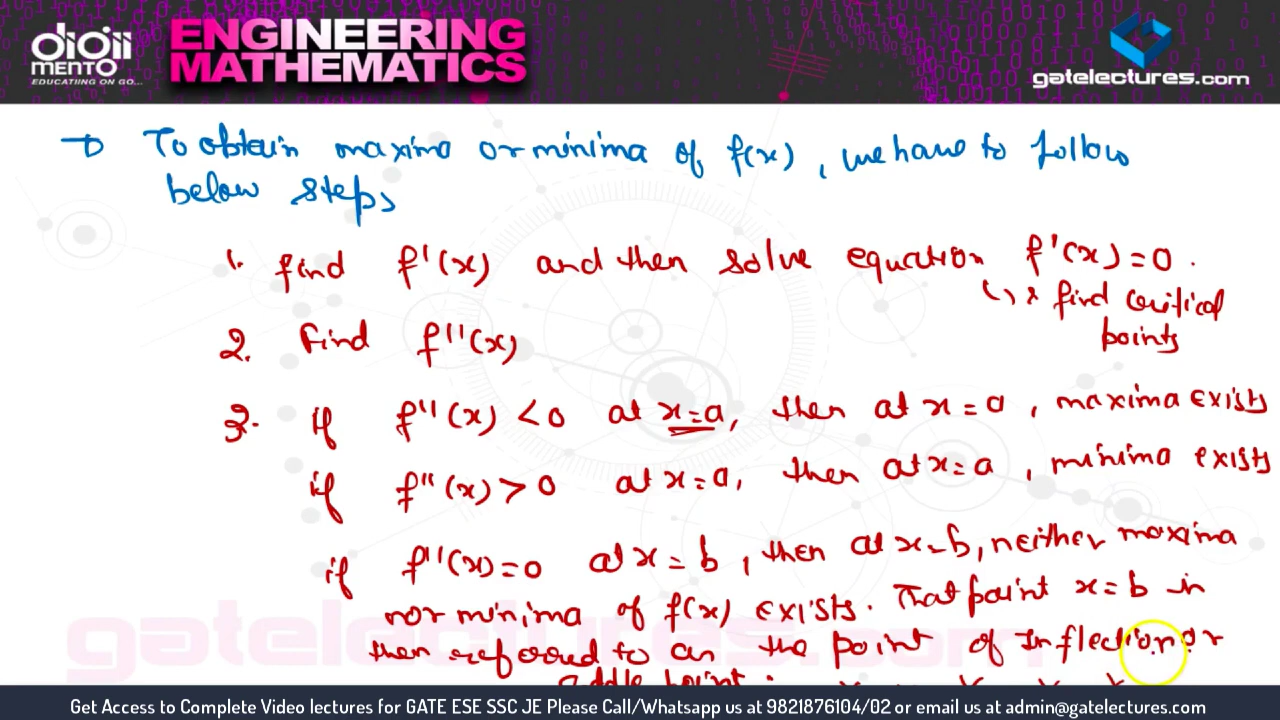 digii
MENTO
EDUCATING ON GO...
ENGINEERING
MATHEMATICS
gatelectures.com
To obtain maxima or minima of f(x), we have to follow
below steps
1. find f'(x) and then solve equation f'(x)=0.
↳ & find critical
points
2. Find f''(x)
3. if f''(x) < 0 at x=a, then at x=a, maxima exists
if f''(x) > 0 at x=a, then at x=a, minima exists
if f''(x)=0 at x=b, then at x=b, neither maxima
nor minima of f(x) exists. That point x=b is
then referred to as the point of Inflection or
gatelectures.com
Get Access to Complete Video lectures for GATE ESE SSC JE Please Call/Whatsapp us at 9821876104/02 or email us at admin@gatelectures.com